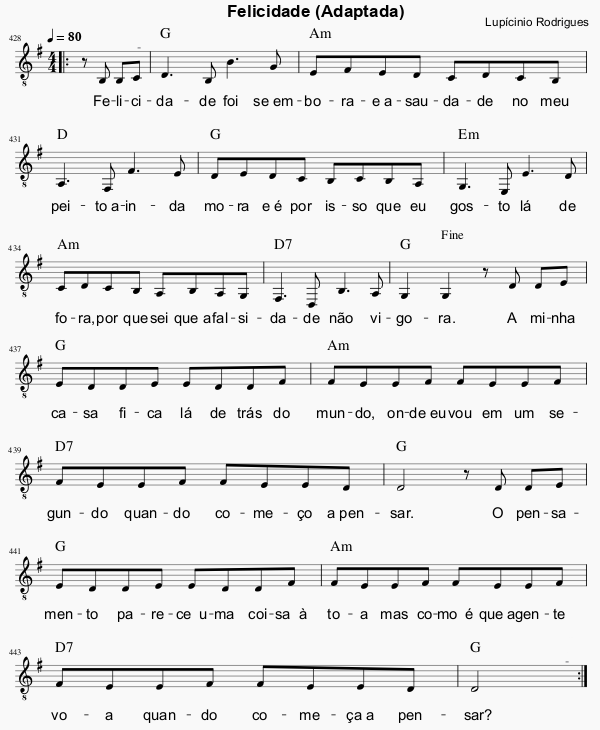 Felicidade (Adaptada)
Lupícinio Rodrigues
428 = 80
G Am
Fe-li-ci-da-de foi se em-bo-ra-e a-sau-da-de no meu
431 D G Em
pei-to a-in-da mo-ra e é por is-so que eu gos-to lá de
434 Am D7 G Fine
fo-ra, por que sei que a fal-si-da-de não vi-go-ra. A mi-nha
437 G Am
ca-sa fi-ca lá de trás do mun-do, on-de eu vou em um se-
439 D7 G
gun-do quan-do co-me-ço a pen-sar. O pen-sa-
441 G Am
men-to pa-re-ce u-ma coi-sa à to-a mas co-mo é que agen-te
443 D7 G
vo-a quan-do co-me-ça a pen-sar?